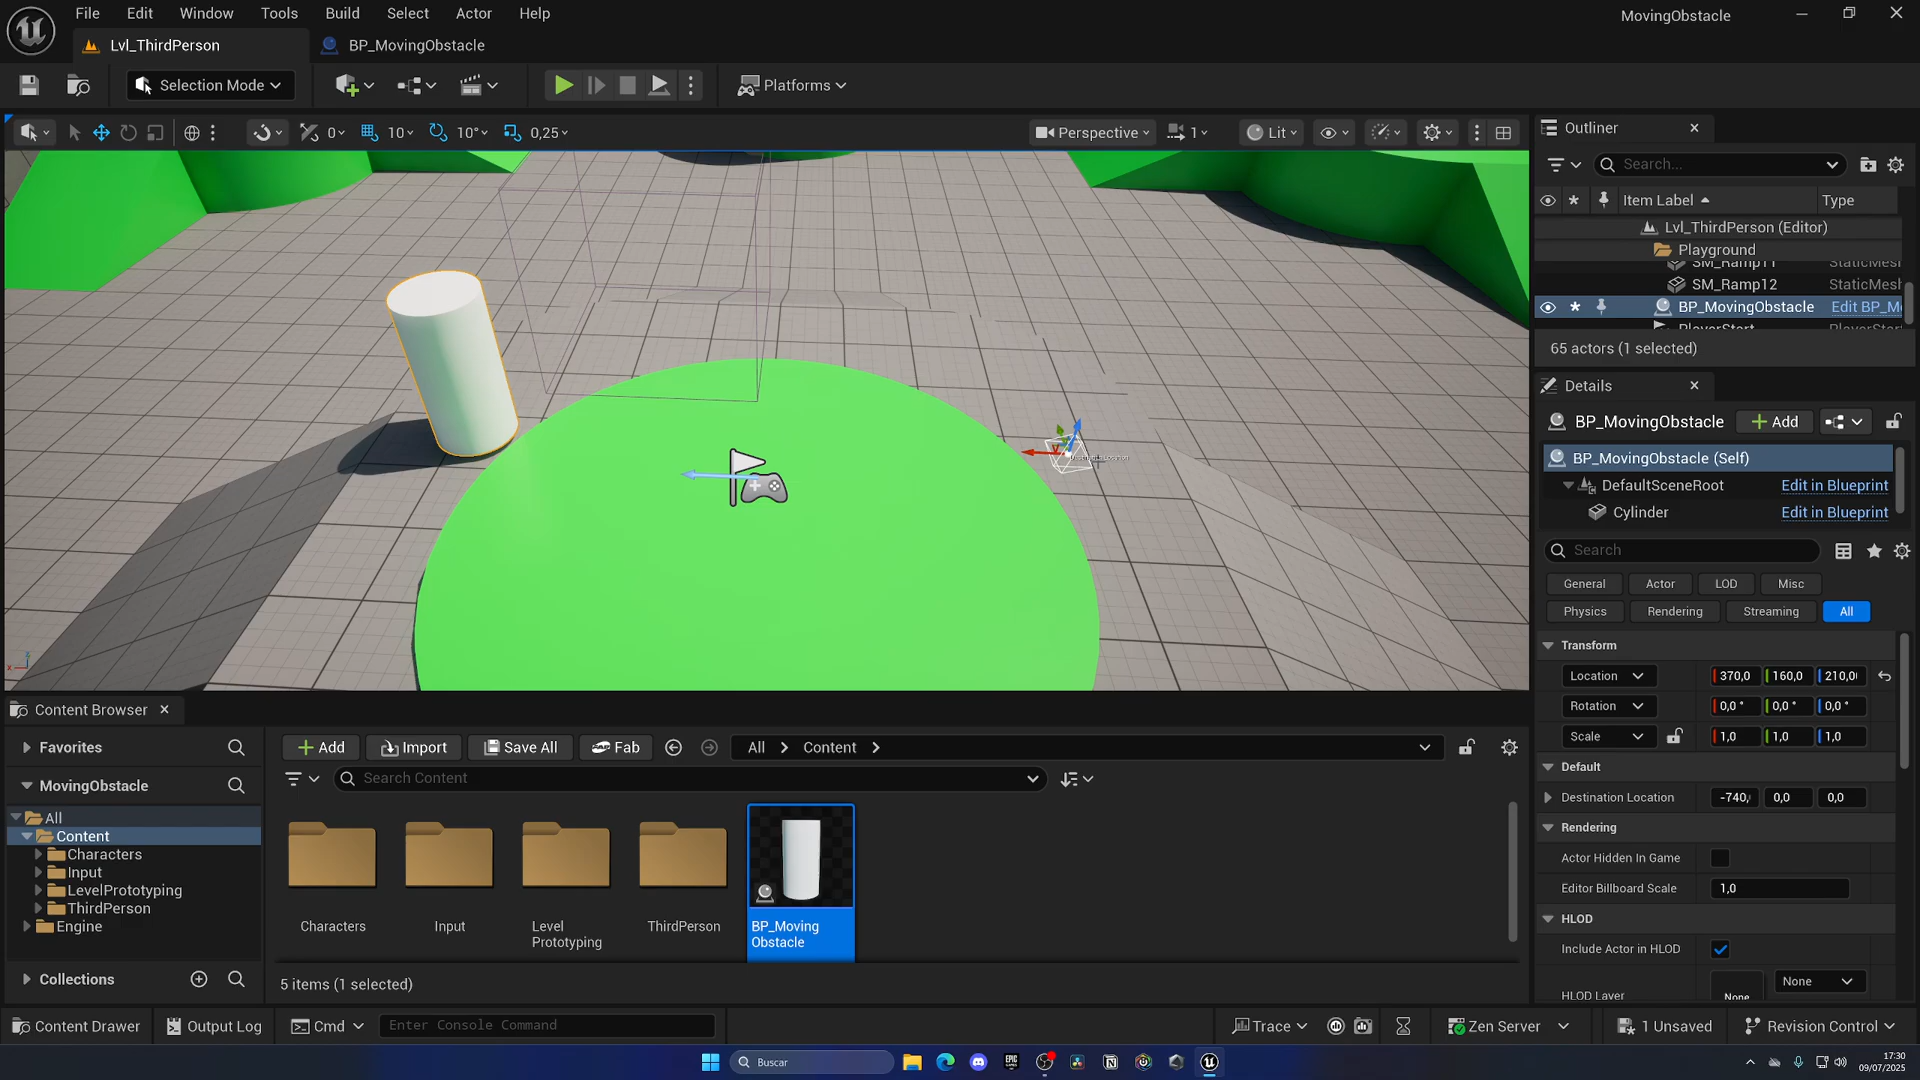 File Edit Window Tools Build Select Actor Help
MovingObstacle
Lvl_ThirdPerson
BP_MovingObstacle
Selection Mode
Platforms
0 10 10° 0,25
Perspective 1 Lit
Outliner
Search...
Item Label Type
Lvl_ThirdPerson (Editor)
Playground
SM_Ramp11 StaticMesh
SM_Ramp12 StaticMes
BP_MovingObstacle Edit BP_M
PlayerStart PlayerStart
65 actors (1 selected)
Details
BP_MovingObstacle Add
BP_MovingObstacle (Self)
DefaultSceneRoot Edit in Blueprint
Cylinder Edit in Blueprint
Search
General Actor LOD Misc
Physics Rendering Streaming All
Transform
Location 370,0 160,0 210,0
Rotation 0,0 ° 0,0 ° 0,0 °
Scale 1,0 1,0 1,0
Default
Destination Location -740, 0,0 0,0
Rendering
Actor Hidden In Game
Editor Billboard Scale 1,0
HLOD
Include Actor in HLOD
HLOD Layer None None
Content Browser
Favorites
MovingObstacle
All
Content
Characters
Input
LevelPrototyping
ThirdPerson
Engine
Collections
Add Import Save All Fab All Content
Search Content
Characters
Input
Level
Prototyping
ThirdPerson
BP_Moving
Obstacle
5 items (1 selected)
Content Drawer Output Log Cmd Enter Console Command
Trace Zen Server 1 Unsaved Revision Control
Buscar
17:30
09/07/2025